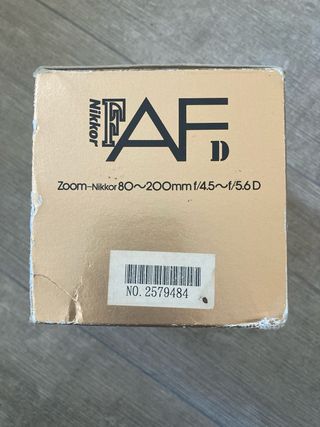 Nikkor F AF D
Zoom-Nikkor 80~200mm f/4.5~f/5.6 D
NO. 2579484